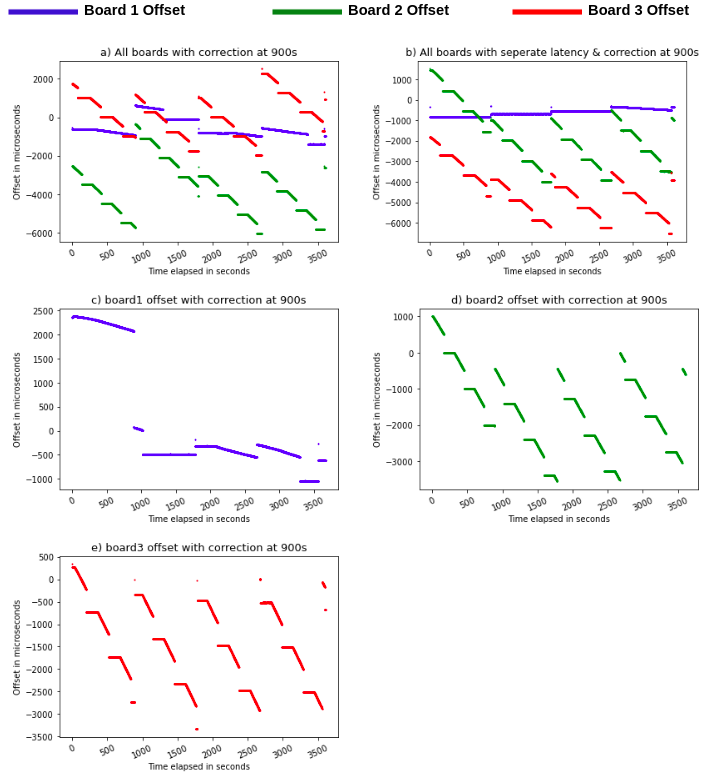 Board 1 Offset Board 2 Offset Board 3 Offset
a) All boards with correction at 900s
Offset in microseconds
2000
0
−2000
−4000
−6000
0 500 1000 1500 2000 2500 3000 3500
Time elapsed in seconds
b) All boards with seperate latency & correction at 900s
Offset in microseconds
1000
0
−1000
−2000
−3000
−4000
−5000
−6000
0 500 1000 1500 2000 2500 3000 3500
Time elapsed in seconds
c) board1 offset with correction at 900s
Offset in microseconds
2500
2000
1500
1000
500
0
−500
−1000
0 500 1000 1500 2000 2500 3000 3500
Time elapsed in seconds
d) board2 offset with correction at 900s
Offset in microseconds
1000
0
−1000
−2000
−3000
0 500 1000 1500 2000 2500 3000 3500
Time elapsed in seconds
e) board3 offset with correction at 900s
Offset in microseconds
500
0
−500
−1000
−1500
−2000
−2500
−3000
−3500
0 500 1000 1500 2000 2500 3000 3500
Time elapsed in seconds